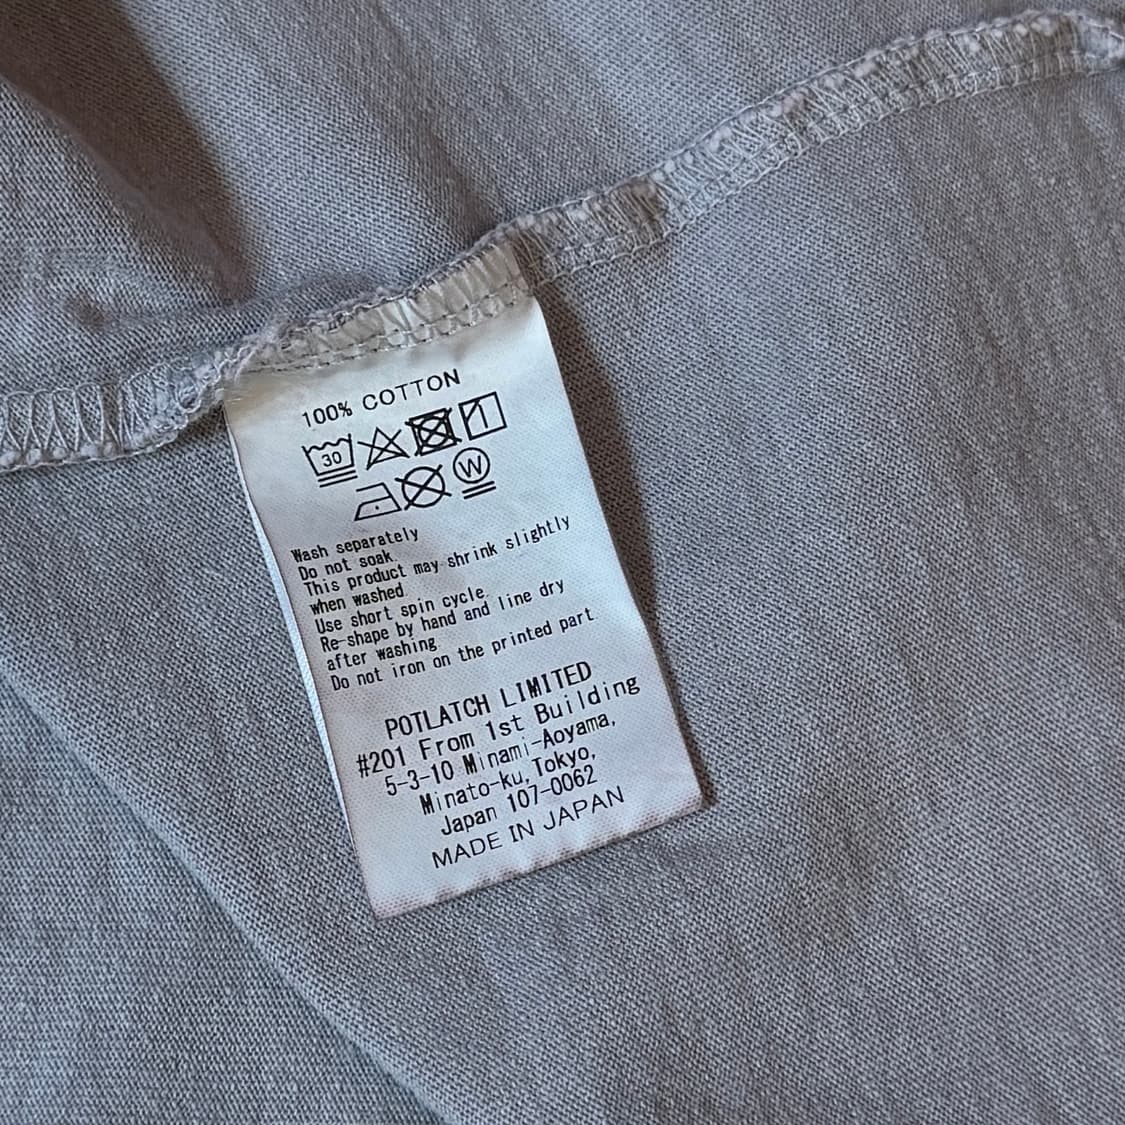 100% COTTON
30
W
Wash separately
Do not soak.
This product may shrink slightly
when washed.
Use short spin cycle.
Re-shape by hand and line dry
after washing
Do not iron on the printed part
POTLATCH LIMITED
#201 From 1st Building
5-3-10 Minami-Aoyama,
Minato-ku, Tokyo,
Japan 107-0062
MADE IN JAPAN